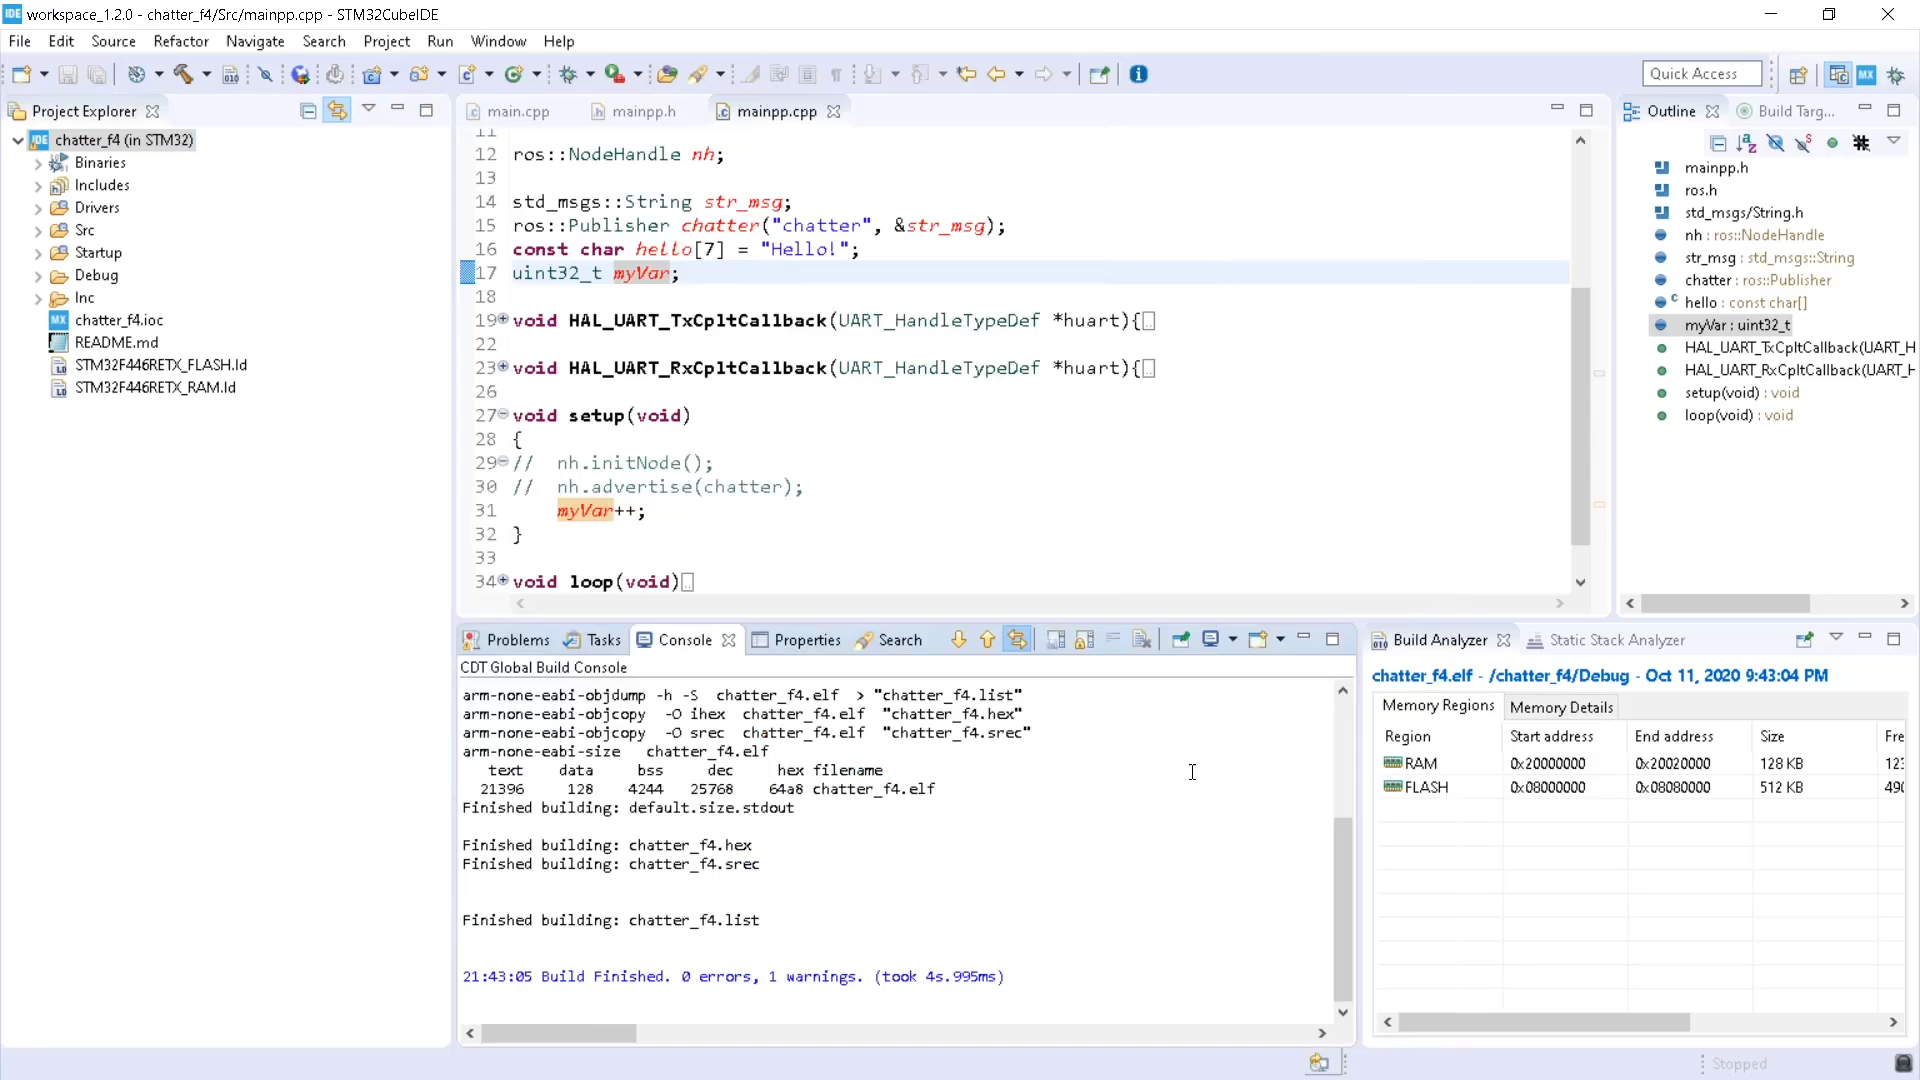 workspace_1.2.0 - chatter_f4/Src/mainpp.cpp - STM32CubeIDE
File Edit Source Refactor Navigate Search Project Run Window Help
Quick Access
Project Explorer
chatter_f4 (in STM32)
Binaries
Includes
Drivers
Src
Startup
Debug
Inc
chatter_f4.ioc
README.md
STM32F446RETX_FLASH.ld
STM32F446RETX_RAM.ld
main.cpp mainpp.h mainpp.cpp
11
12 ros::NodeHandle nh;
13
14 std_msgs::String str_msg;
15 ros::Publisher chatter("chatter", &str_msg);
16 const char hello[7] = "Hello!";
17 uint32_t myVar;
18
19 void HAL_UART_TxCpltCallback(UART_HandleTypeDef *huart){
22
23 void HAL_UART_RxCpltCallback(UART_HandleTypeDef *huart){
26
27 void setup(void)
28 {
29 // nh.initNode();
30 // nh.advertise(chatter);
31 myVar++;
32 }
33
34 void loop(void)
Outline Build Targ...
mainpp.h
ros.h
std_msgs/String.h
nh : ros::NodeHandle
str_msg : std_msgs::String
chatter : ros::Publisher
hello : const char[]
myVar : uint32_t
HAL_UART_TxCpltCallback(UART_H
HAL_UART_RxCpltCallback(UART_H
setup(void) : void
loop(void) : void
Problems Tasks Console Properties Search
CDT Global Build Console
arm-none-eabi-objdump -h -S chatter_f4.elf > "chatter_f4.list"
arm-none-eabi-objcopy -O ihex chatter_f4.elf "chatter_f4.hex"
arm-none-eabi-objcopy -O srec chatter_f4.elf "chatter_f4.srec"
arm-none-eabi-size chatter_f4.elf
text data bss dec hex filename
21396 128 4244 25768 64a8 chatter_f4.elf
Finished building: default.size.stdout
Finished building: chatter_f4.hex
Finished building: chatter_f4.srec
Finished building: chatter_f4.list
21:43:05 Build Finished. 0 errors, 1 warnings. (took 4s.995ms)
Build Analyzer Static Stack Analyzer
chatter_f4.elf - /chatter_f4/Debug - Oct 11, 2020 9:43:04 PM
Memory Regions Memory Details
Region Start address End address Size Fre
RAM 0x20000000 0x20020000 128 KB 123
FLASH 0x08000000 0x08080000 512 KB 490
Stopped